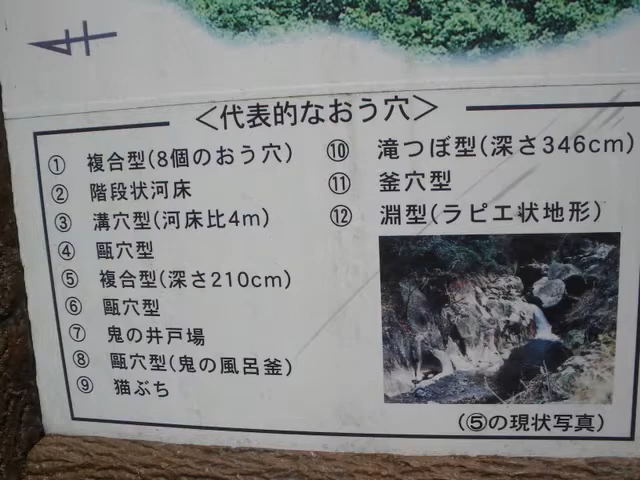 <代表的なおう穴>
① 複合型(8個のおう穴)
② 階段状河床
③ 溝穴型(河床比4m)
④ 甌穴型
⑤ 複合型(深さ210cm)
⑥ 甌穴型
⑦ 鬼の井戸場
⑧ 甌穴型(鬼の風呂釜)
⑨ 猫ぶち
⑩ 滝つぼ型(深さ346cm)
⑪ 釜穴型
⑫ 淵型(ラピエ状地形)
(⑤の現状写真)